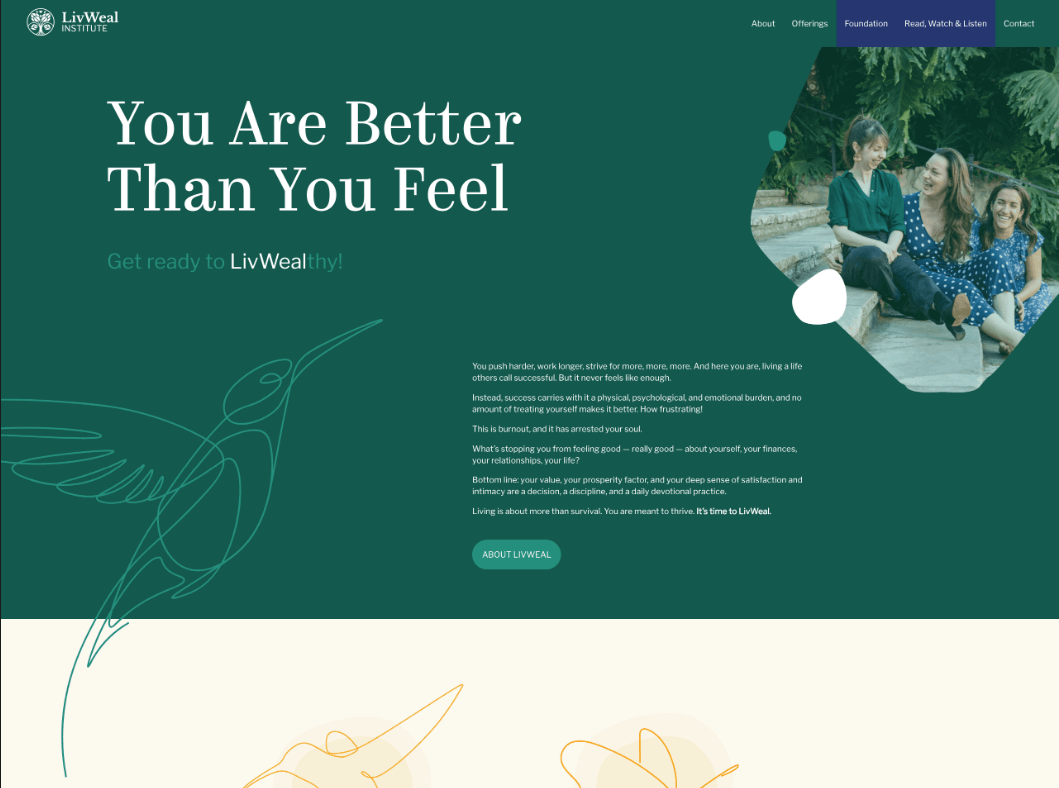 LivWeal
INSTITUTE
About Offerings Foundation Read, Watch & Listen Contact
You Are Better
Than You Feel
Get ready to LivWealthy!
You push harder, work longer, strive for more, more, more. And here you are, living a life
others call successful. But it never feels like enough.
Instead, success carries with it a physical, psychological, and emotional burden, and no
amount of treating yourself makes it better. How frustrating!
This is burnout, and it has arrested your soul.
What's stopping you from feeling good — really good — about yourself, your finances,
your relationships, your life?
Bottom line: your value, your prosperity factor, and your deep sense of satisfaction and
intimacy are a decision, a discipline, and a daily devotional practice.
Living is about more than survival. You are meant to thrive. It's time to LivWeal.
ABOUT LIVWEAL